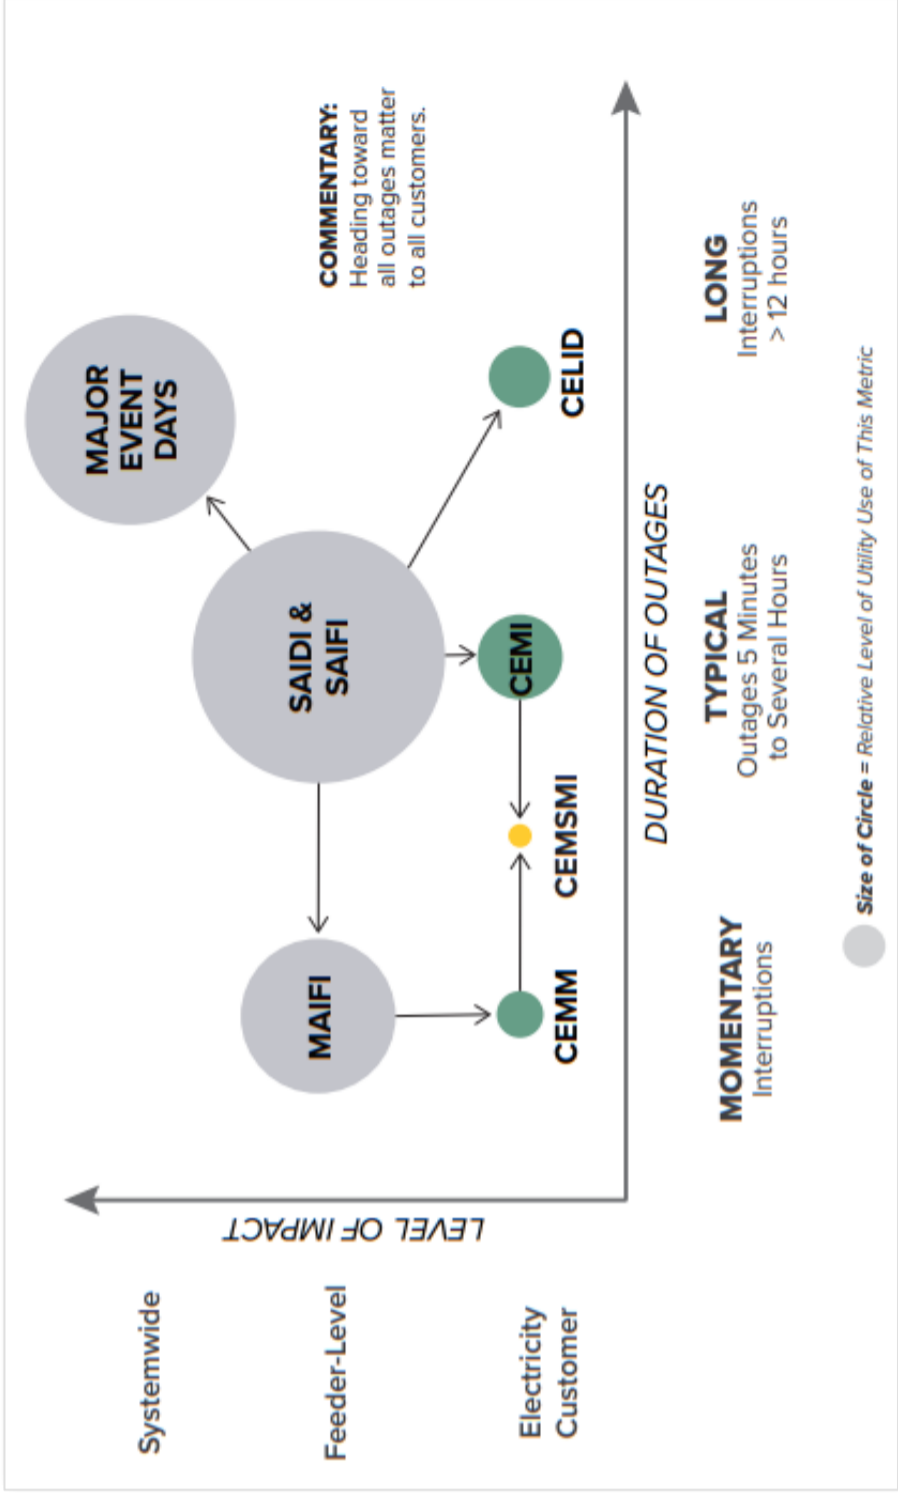 Systemwide
Feeder-Level
Electricity
Customer
LEVEL OF IMPACT
MAJOR
EVENT
DAYS
SAIDI &
SAIFI
MAIFI
CEMM
CEMSMI
CEMI
CELID
COMMENTARY:
Heading toward
all outages matter
to all customers.
DURATION OF OUTAGES
MOMENTARY
Interruptions
TYPICAL
Outages 5 Minutes
to Several Hours
LONG
Interruptions
> 12 hours
Size of Circle = Relative Level of Utility Use of This Metric